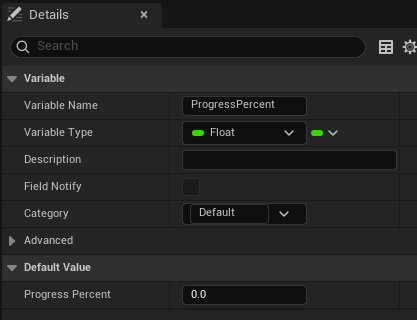 Details
Search
Variable
Variable Name ProgressPercent
Variable Type Float
Description
Field Notify
Category Default
Advanced
Default Value
Progress Percent 0.0